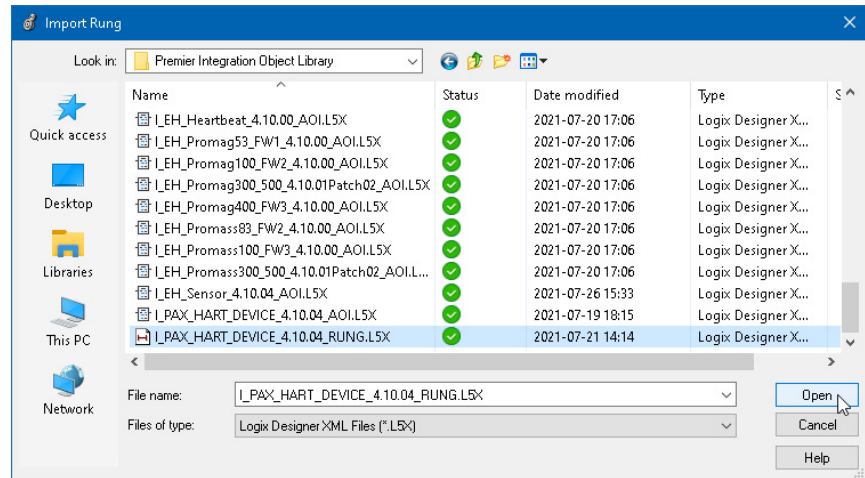 Import Rung
Look in: Premier Integration Object Library
Name Status Date modified Type S
I_EH_Heartbeat_4.10.00_AOI.L5X 2021-07-20 17:06 Logix Designer X...
I_EH_Promag53_FW1_4.10.00_AOI.L5X 2021-07-20 17:06 Logix Designer X...
I_EH_Promag100_FW2_4.10.00_AOI.L5X 2021-07-20 17:06 Logix Designer X...
I_EH_Promag300_500_4.10.01Patch02_AOI.L5X 2021-07-20 17:06 Logix Designer X...
I_EH_Promag400_FW3_4.10.00_AOI.L5X 2021-07-20 17:06 Logix Designer X...
I_EH_Promass83_FW2_4.10.00_AOI.L5X 2021-07-20 17:06 Logix Designer X...
I_EH_Promass100_FW3_4.10.00_AOI.L5X 2021-07-20 17:06 Logix Designer X...
I_EH_Promass300_500_4.10.01Patch02_AOI.L... 2021-07-20 17:06 Logix Designer X...
I_EH_Sensor_4.10.04_AOI.L5X 2021-07-26 15:33 Logix Designer X...
I_PAX_HART_DEVICE_4.10.04_AOI.L5X 2021-07-19 18:15 Logix Designer X...
I_PAX_HART_DEVICE_4.10.04_RUNG.L5X 2021-07-21 14:14 Logix Designer X...
Quick access
Desktop
Libraries
This PC
Network
File name: I_PAX_HART_DEVICE_4.10.04_RUNG.L5X Open
Files of type: Logix Designer XML Files (*.L5X) Cancel
Help